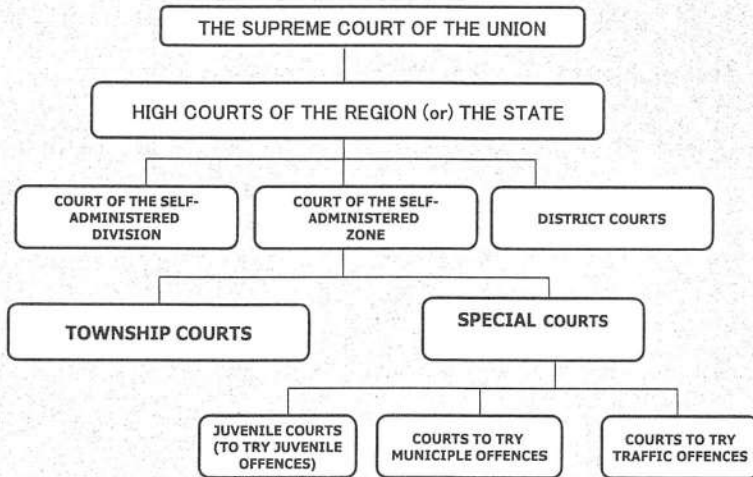 THE SUPREME COURT OF THE UNION
HIGH COURTS OF THE REGION (or) THE STATE
COURT OF THE SELF-
ADMINISTERED
DIVISION
COURT OF THE SELF-
ADMINISTERED
ZONE
DISTRICT COURTS
TOWNSHIP COURTS
SPECIAL COURTS
JUVENILE COURTS
(TO TRY JUVENILE
OFFENCES)
COURTS TO TRY
MUNICIPLE OFFENCES
COURTS TO TRY
TRAFFIC OFFENCES